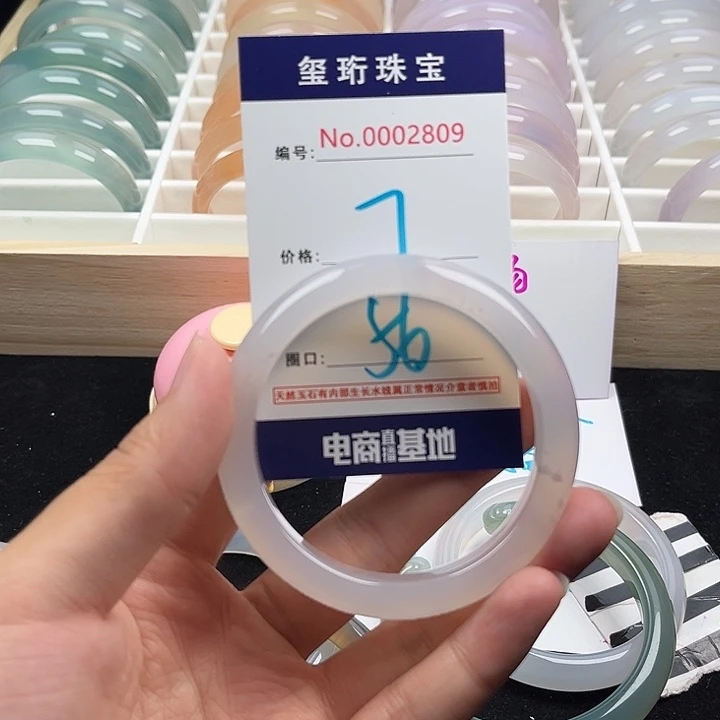 玺珩珠宝
编号: No.0002809
价格: 7
圈口: 56
天然玉石有内部生长水线属正常情况介意者慎拍
电商直播基地